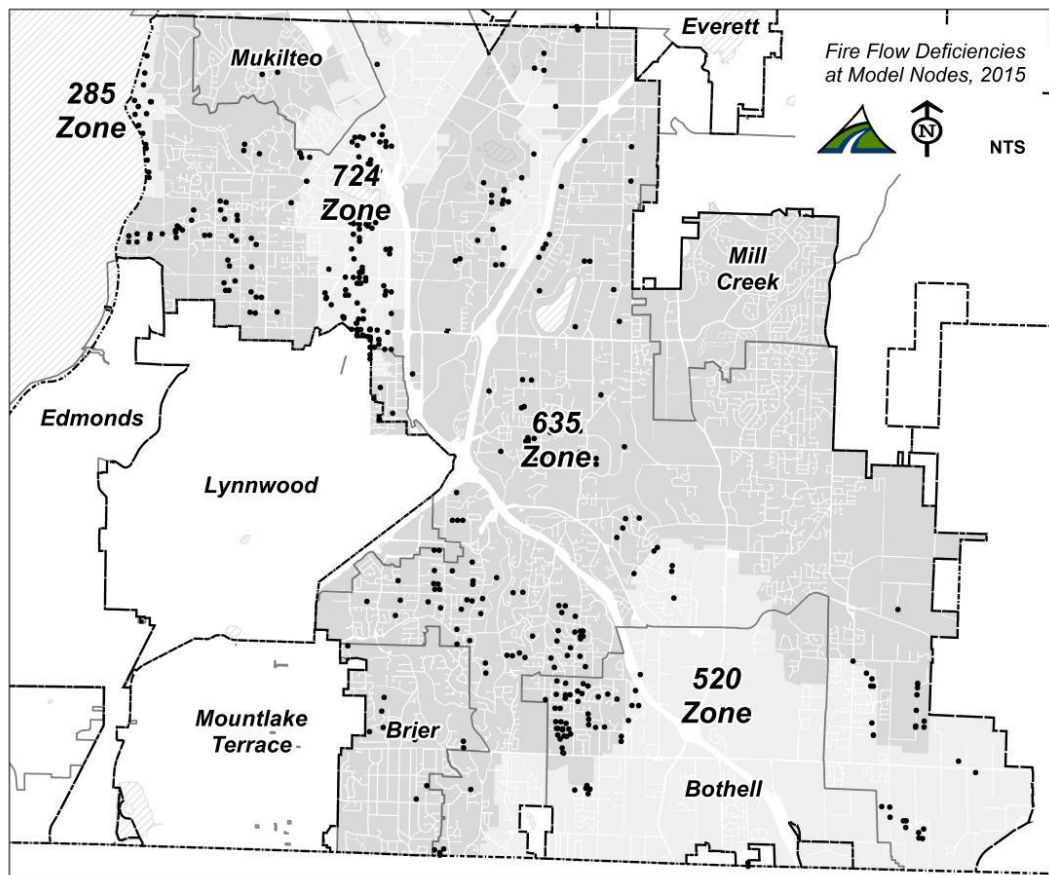 Everett
Fire Flow Deficiencies
at Model Nodes, 2015
N
NTS
Mukilteo
285
Zone
724
Zone
Mill
Creek
Edmonds
635
Zone
Lynnwood
520
Zone
Mountlake
Terrace
Brier
Bothell